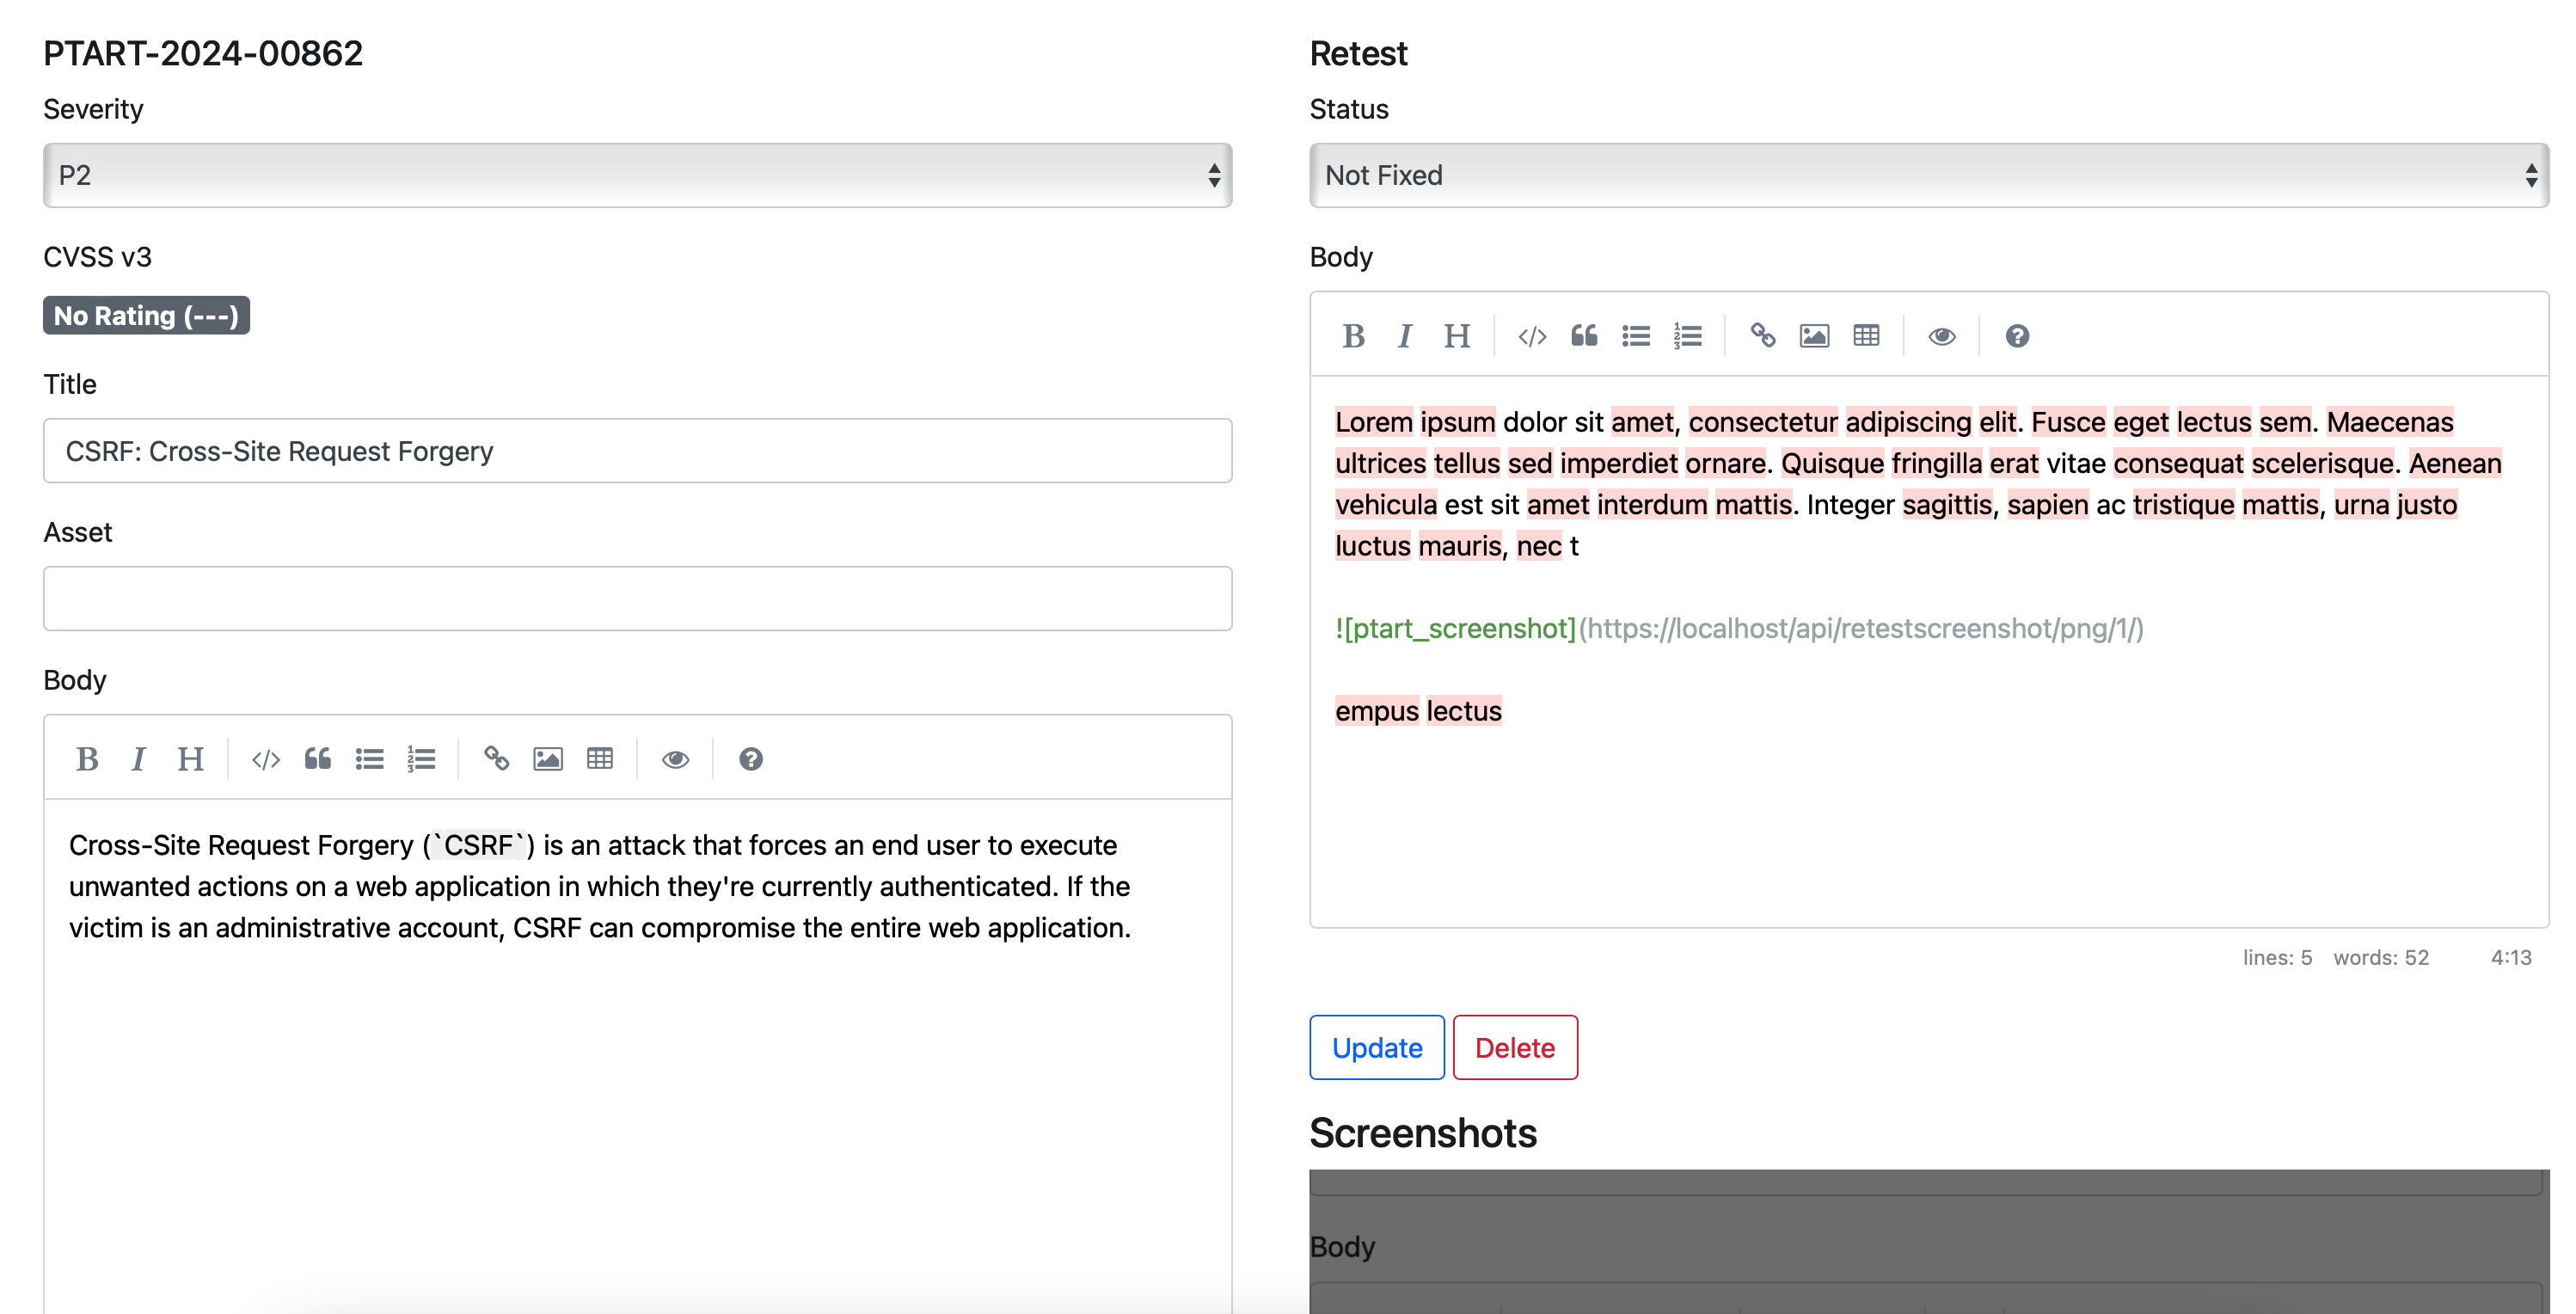 PTART-2024-00862
Severity
P2
CVSS v3
No Rating (---)
Title
CSRF: Cross-Site Request Forgery
Asset
Body
B I H
Cross-Site Request Forgery (`CSRF`) is an attack that forces an end user to execute
unwanted actions on a web application in which they're currently authenticated. If the
victim is an administrative account, CSRF can compromise the entire web application.
Retest
Status
Not Fixed
Body
B I H
Lorem ipsum dolor sit amet, consectetur adipiscing elit. Fusce eget lectus sem. Maecenas
ultrices tellus sed imperdiet ornare. Quisque fringilla erat vitae consequat scelerisque. Aenean
vehicula est sit amet interdum mattis. Integer sagittis, sapien ac tristique mattis, urna justo
luctus mauris, nec t
![ptart_screenshot](https://localhost/api/retestscreenshot/png/1/)
empus lectus
lines: 5 words: 52 4:13
Update Delete
Screenshots
Body